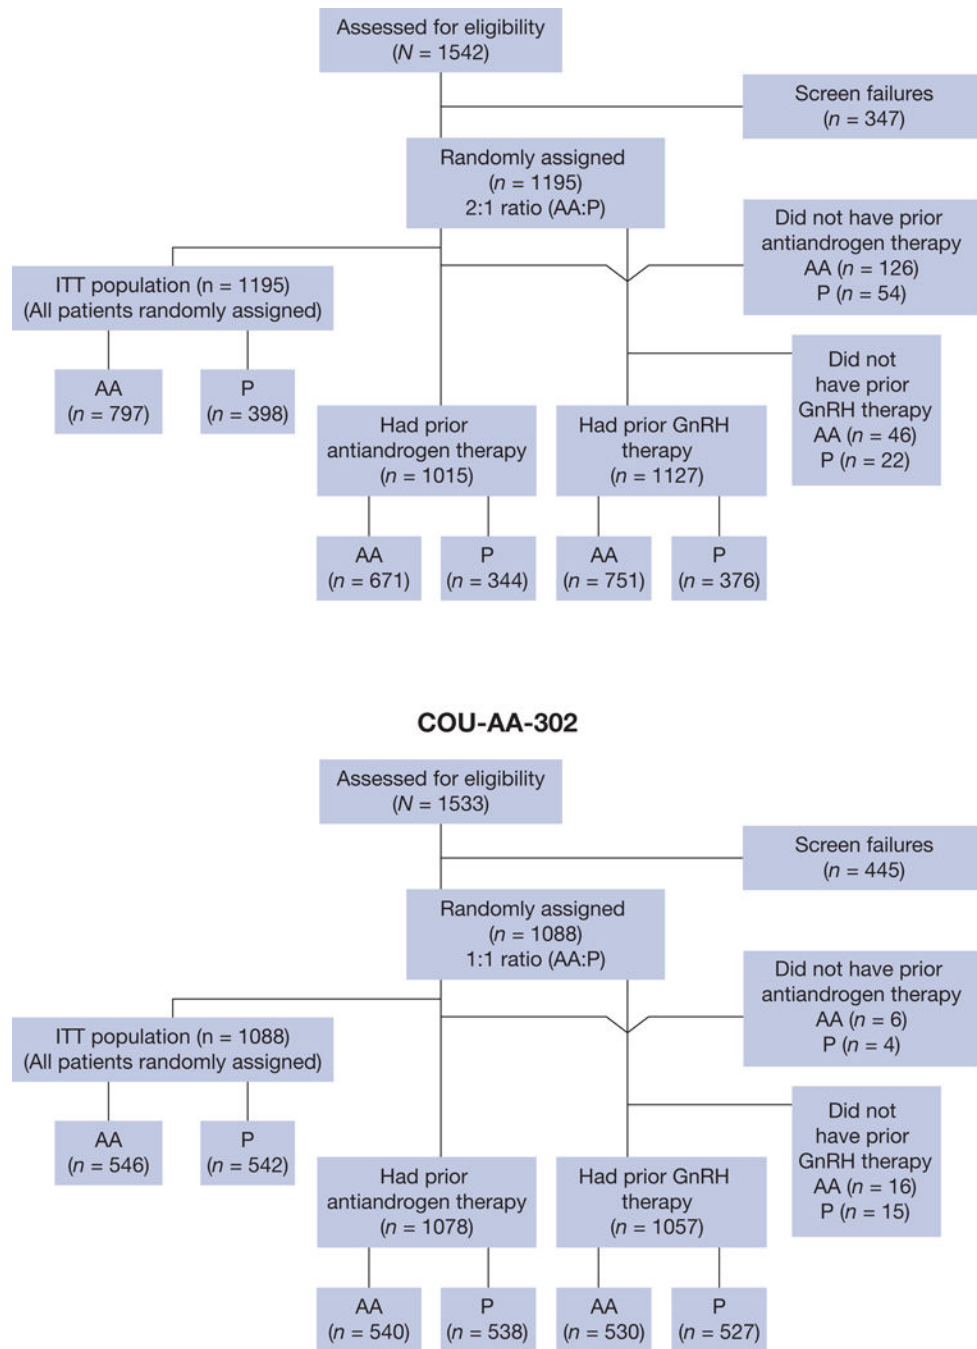 Assessed for eligibility
(N = 1542)
Screen failures
(n = 347)
Randomly assigned
(n = 1195)
2:1 ratio (AA:P)
Did not have prior
antiandrogen therapy
AA (n = 126)
P (n = 54)
ITT population (n = 1195)
(All patients randomly assigned)
AA
(n = 797)
P
(n = 398)
Did not
have prior
GnRH therapy
AA (n = 46)
P (n = 22)
Had prior
antiandrogen therapy
(n = 1015)
Had prior GnRH
therapy
(n = 1127)
AA
(n = 671)
P
(n = 344)
AA
(n = 751)
P
(n = 376)
COU-AA-302
Assessed for eligibility
(N = 1533)
Screen failures
(n = 445)
Randomly assigned
(n = 1088)
1:1 ratio (AA:P)
Did not have prior
antiandrogen therapy
AA (n = 6)
P (n = 4)
ITT population (n = 1088)
(All patients randomly assigned)
AA
(n = 546)
P
(n = 542)
Did not
have prior
GnRH therapy
AA (n = 16)
P (n = 15)
Had prior
antiandrogen therapy
(n = 1078)
Had prior GnRH
therapy
(n = 1057)
AA
(n = 540)
P
(n = 538)
AA
(n = 530)
P
(n = 527)